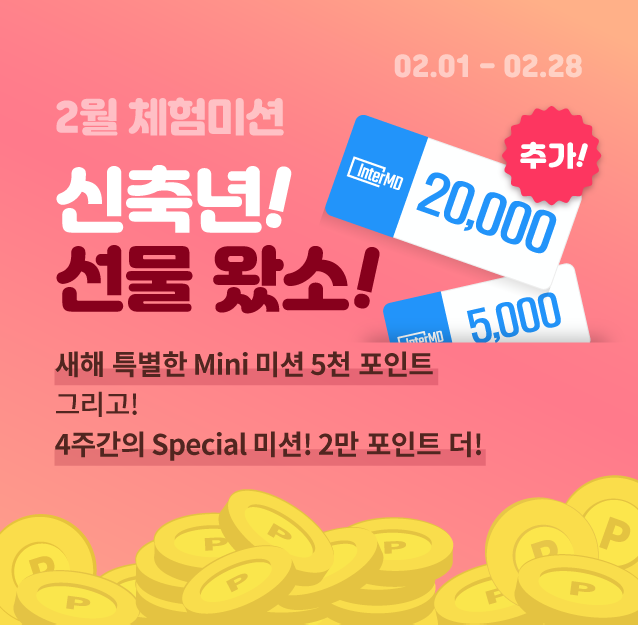 02.01 - 02.28
2월 체험미션
추가!
신축년!
InterMD
20,000
선물 왔소!
InterMD
5,000
새해 특별한 Mini 미션 5천 포인트
그리고!
4주간의 Special 미션! 2만 포인트 더!
P
P
P
P
P
P
P
P
P